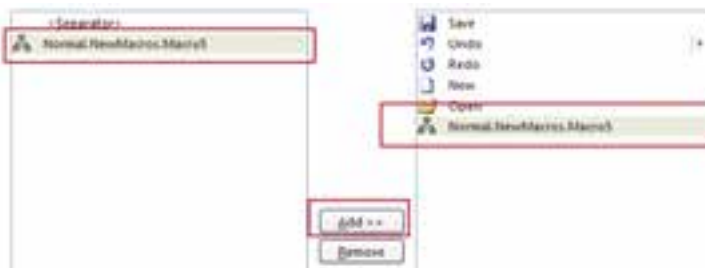 <Separator>
Normal.NewMacros.Macro5
Save
Undo
Redo
New
Open
Normal.NewMacros.Macro5
Add >>
Remove